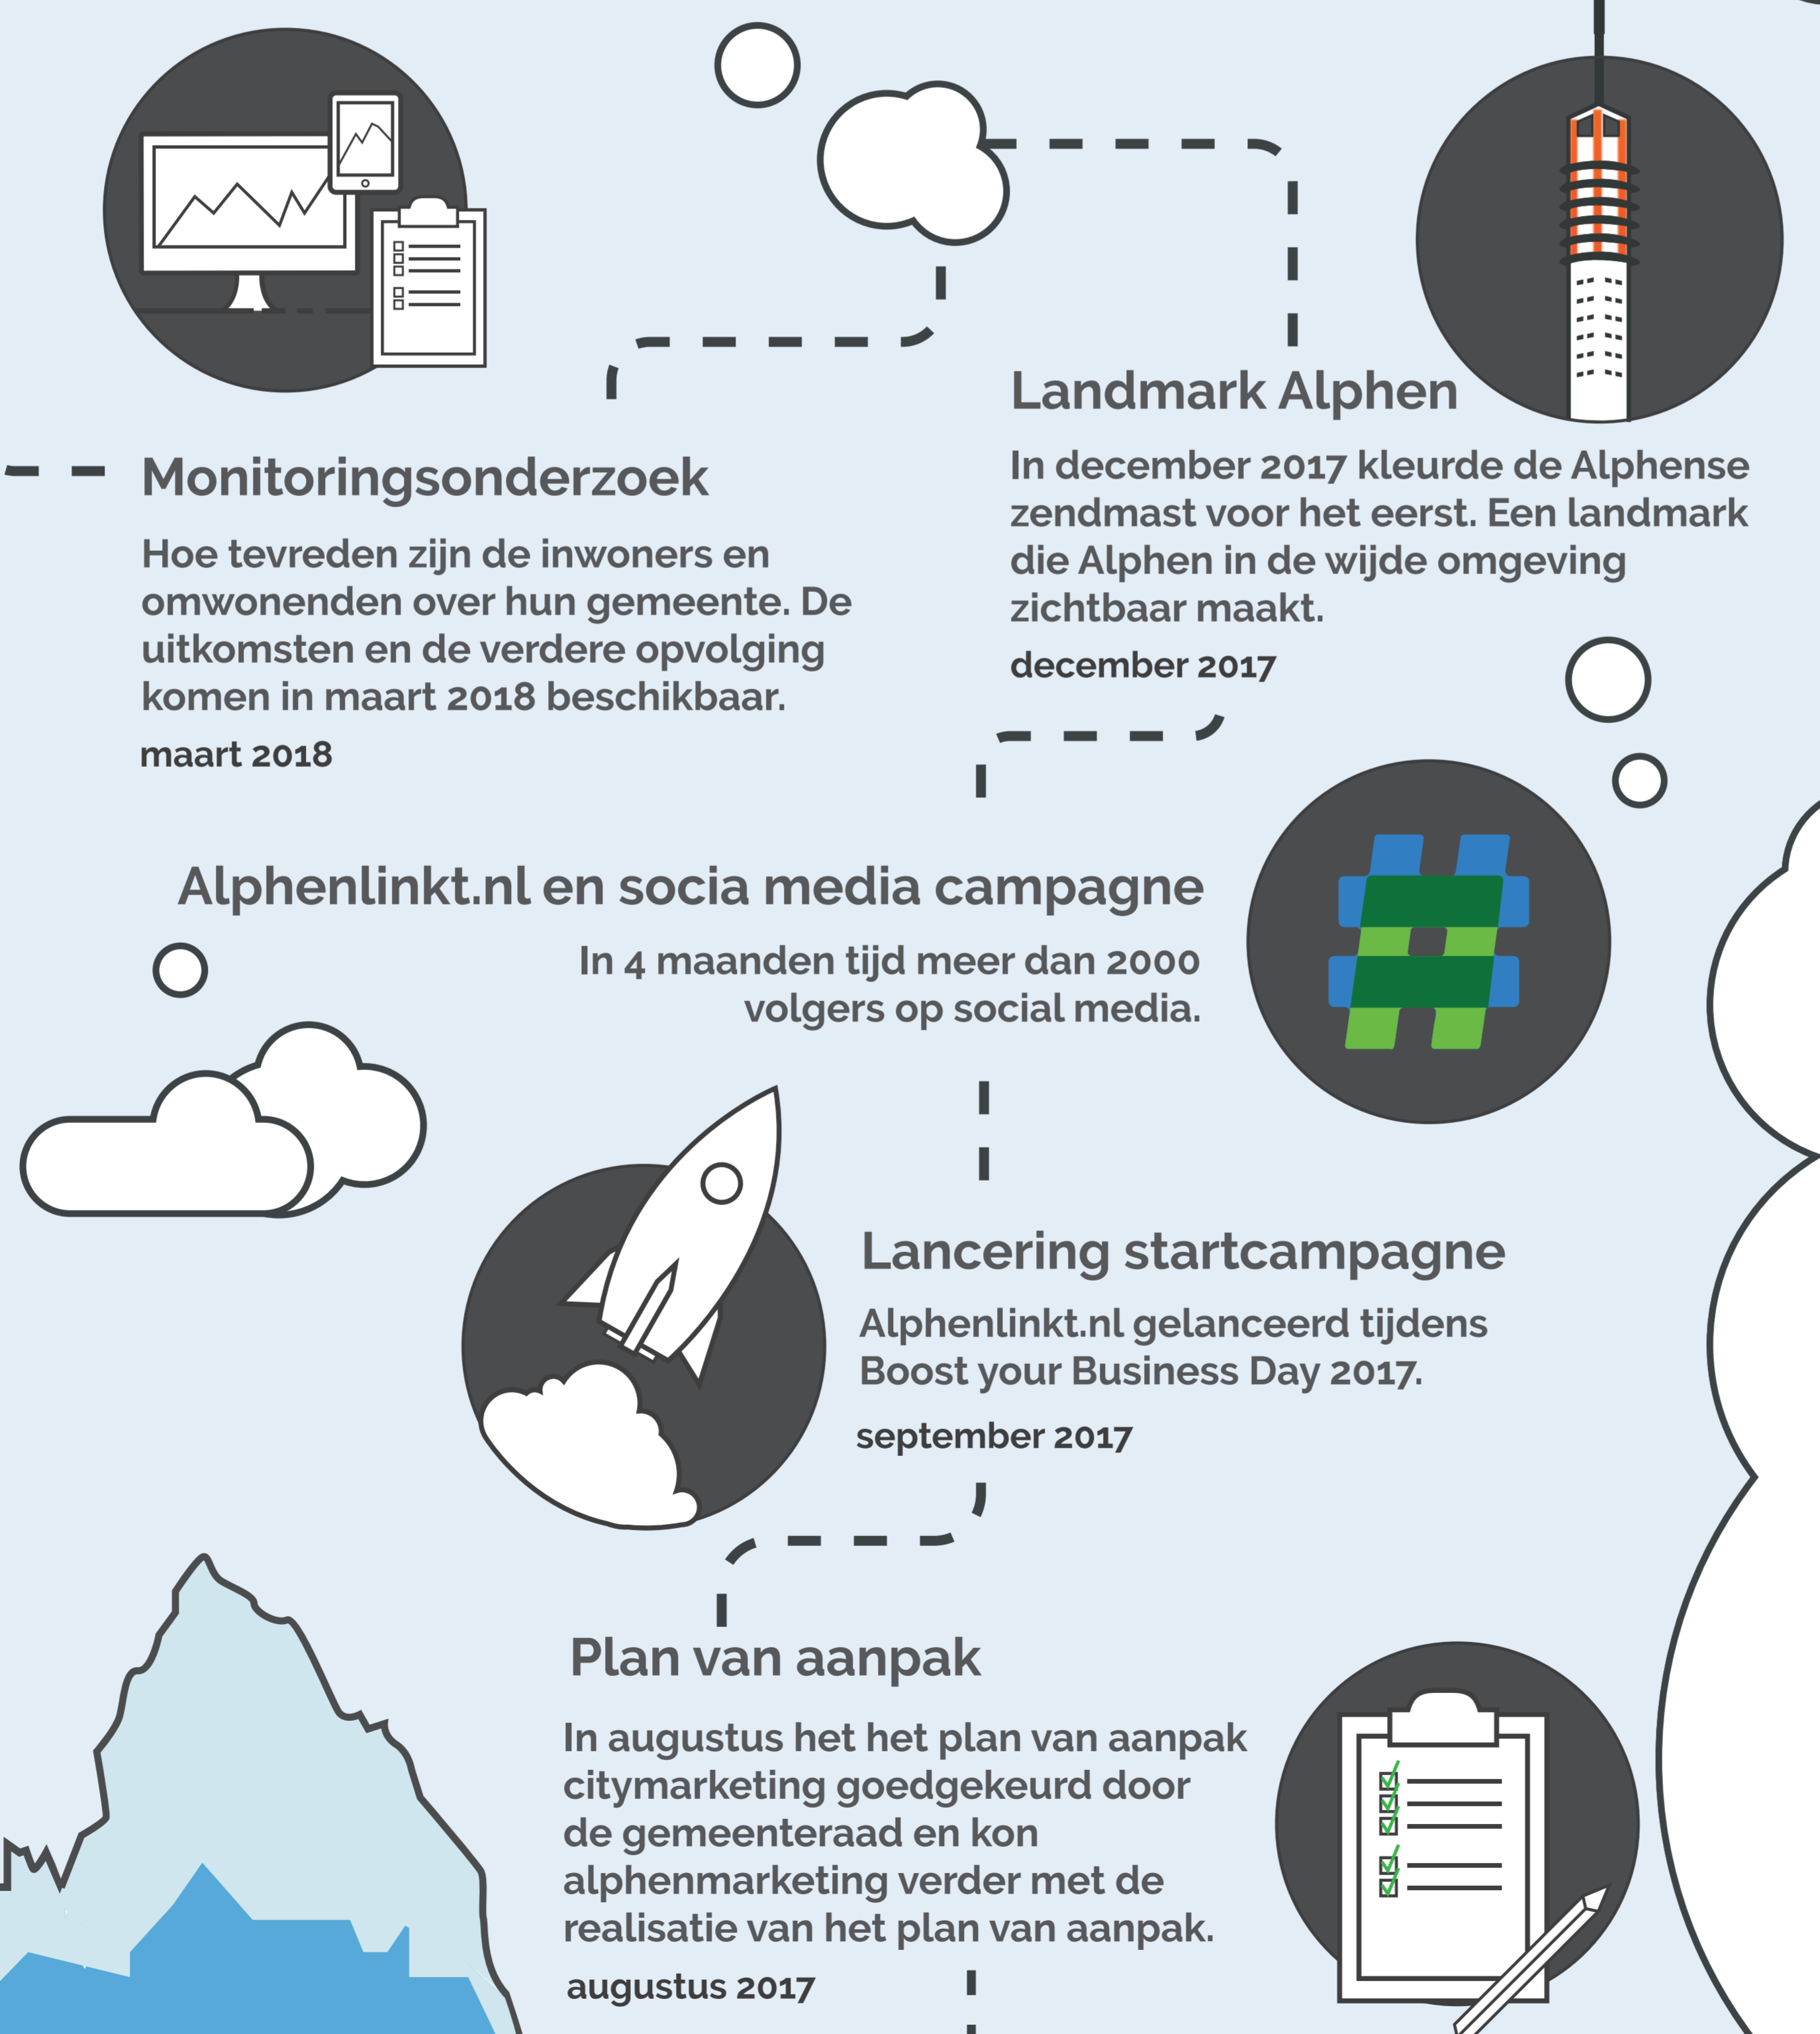 Landmark Alphen
In december 2017 kleurde de Alphense
zendmast voor het eerst. Een landmark
die Alphen in de wijde omgeving
zichtbaar maakt.
december 2017
Monitoringsonderzoek
Hoe tevreden zijn de inwoners en
omwonenden over hun gemeente. De
uitkomsten en de verdere opvolging
komen in maart 2018 beschikbaar.
maart 2018
Alphenlinkt.nl en socia media campagne
In 4 maanden tijd meer dan 2000
volgers op social media.
Lancering startcampagne
Alphenlinkt.nl gelanceerd tijdens
Boost your Business Day 2017.
september 2017
Plan van aanpak
In augustus het het plan van aanpak
citymarketing goedgekeurd door
de gemeenteraad en kon
alphenmarketing verder met de
realisatie van het plan van aanpak.
augustus 2017